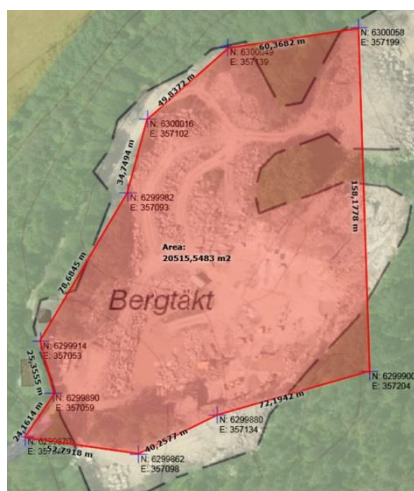 N: 6300058
E: 357199
60,3682 m
N: 6300049
E: 357139
49,8372 m
N: 6300016
E: 357102
34,7494 m
N: 6299982
E: 357093
158,1778 m
Area:
20515,5483 m2
78,6845 m
Bergtäkt
N: 6299914
E: 357053
25,3555 m
N: 6299900
E: 357204
N: 6299890
E: 357059
72,1942 m
N: 6299880
E: 357134
24,1614 m
40,2577 m
N: 6299862
E: 357098